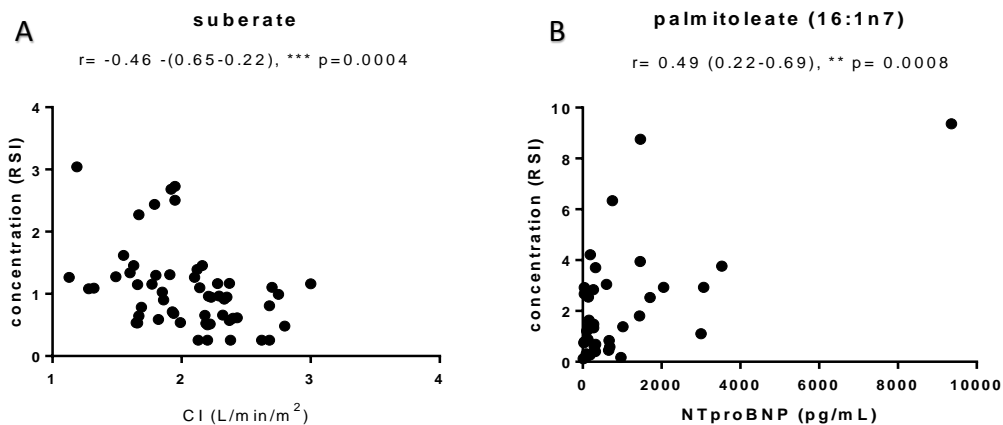 A
suberate
r= -0.46 -(0.65-0.22), *** p=0.0004
concentration (RSI)
4
3
2
1
0
1
2
3
4
CI (L/min/m²)
B
palmitoleate (16:1n7)
r= 0.49 (0.22-0.69), ** p= 0.0008
concentration (RSI)
10
8
6
4
2
0
0
2000
4000
6000
8000
10000
NTproBNP (pg/mL)